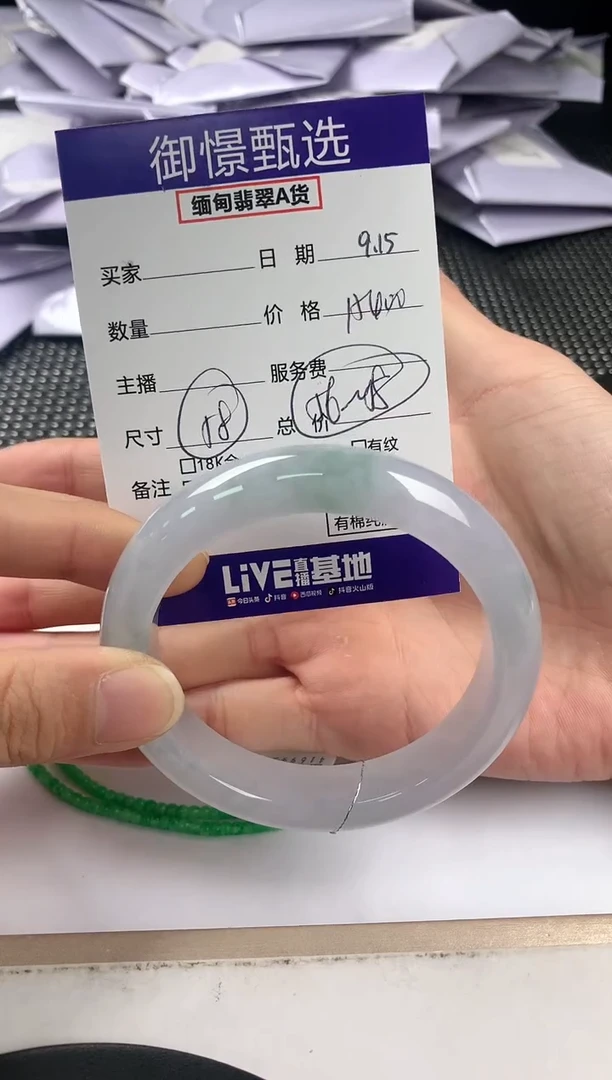 御憬甄选
缅甸翡翠A货
买家 日 期 9.15
数量 价 格
主播 服务费
尺寸 58 总 价
备注 □18K金 □有纹
LiVE直播基地
今日头条 抖音 西瓜视频 抖音火山版